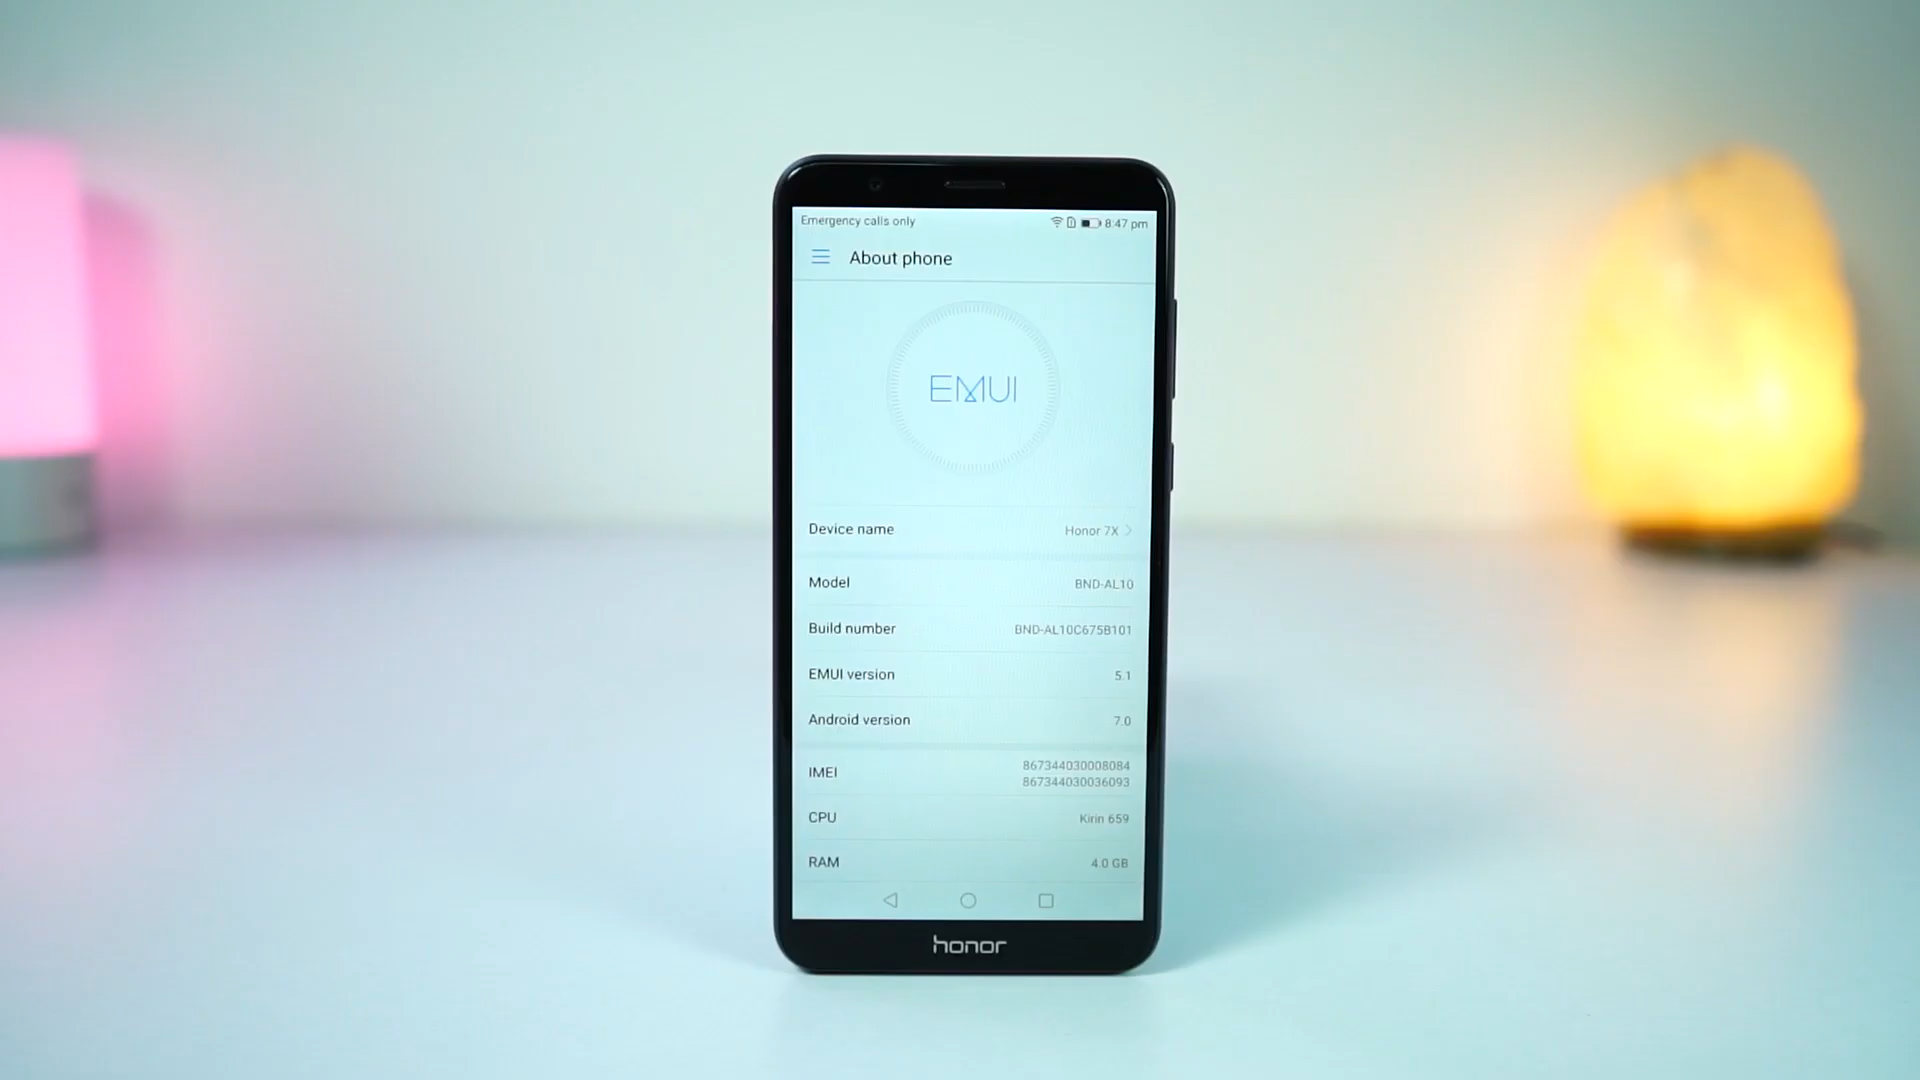 Emergency calls only 8:47 pm
About phone
EMUI
Device name Honor 7X
Model BND-AL10
Build number BND-AL10C675B101
EMUI version 5.1
Android version 7.0
IMEI 867344030008084
867344030036093
CPU Kirin 659
RAM 4.0 GB
honor